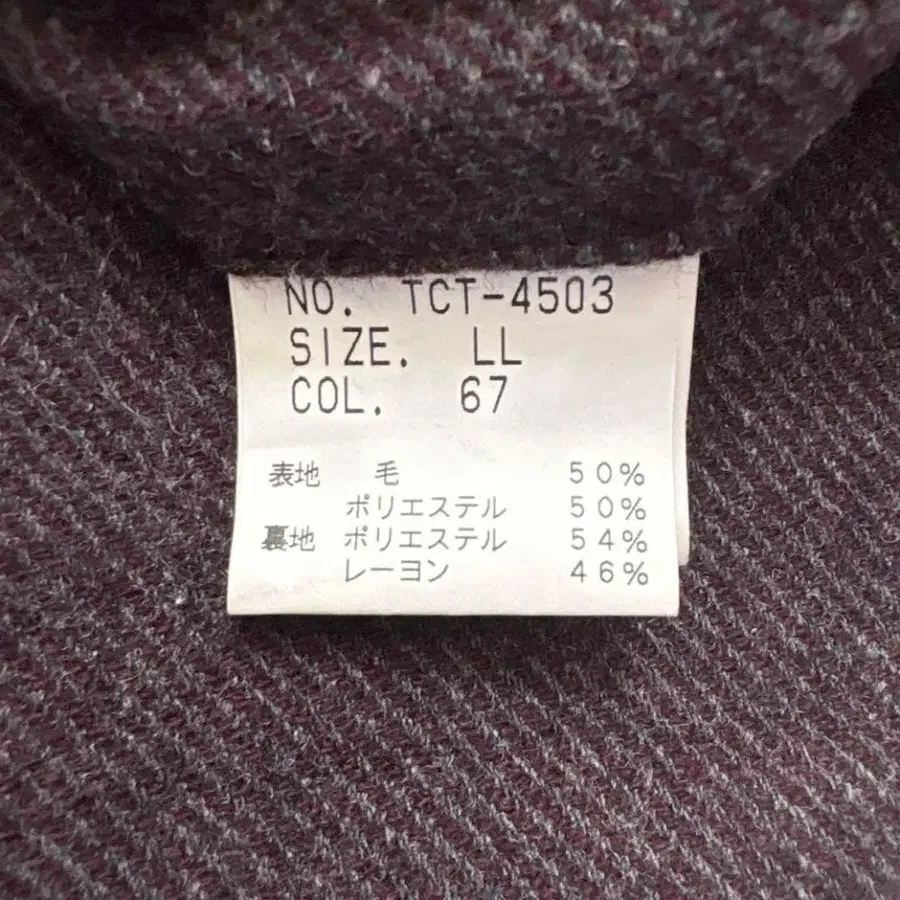 NO. TCT-4503
SIZE. LL
COL. 67
表地 毛 50%
ポリエステル 50%
裏地 ポリエステル 54%
レーヨン 46%